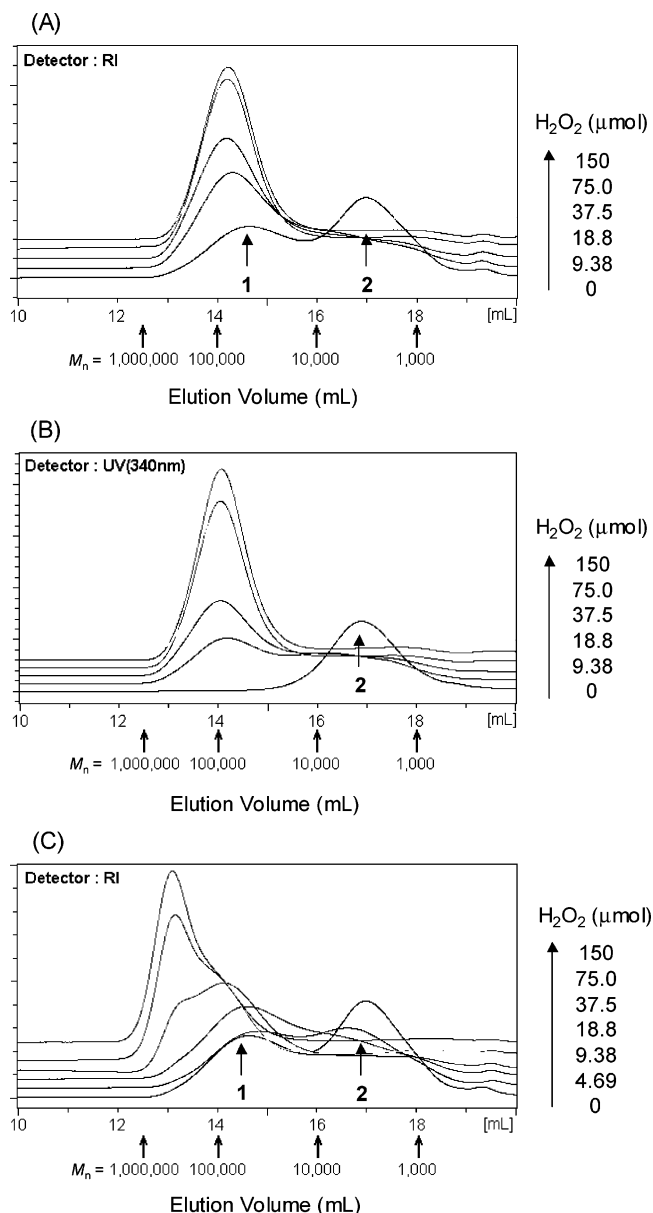 (A)
Detector : RI
H2O2 (μmol)
150
75.0
37.5
18.8
9.38
0
1
2
10 12 14 16 18 [mL]
Mn = 1,000,000 100,000 10,000 1,000
Elution Volume (mL)
(B)
Detector : UV(340nm)
H2O2 (μmol)
150
75.0
37.5
18.8
9.38
0
2
10 12 14 16 18 [mL]
Mn = 1,000,000 100,000 10,000 1,000
Elution Volume (mL)
(C)
Detector : RI
H2O2 (μmol)
150
75.0
37.5
18.8
9.38
4.69
0
1
2
10 12 14 16 18 [mL]
Mn = 1,000,000 100,000 10,000 1,000
Elution Volume (mL)